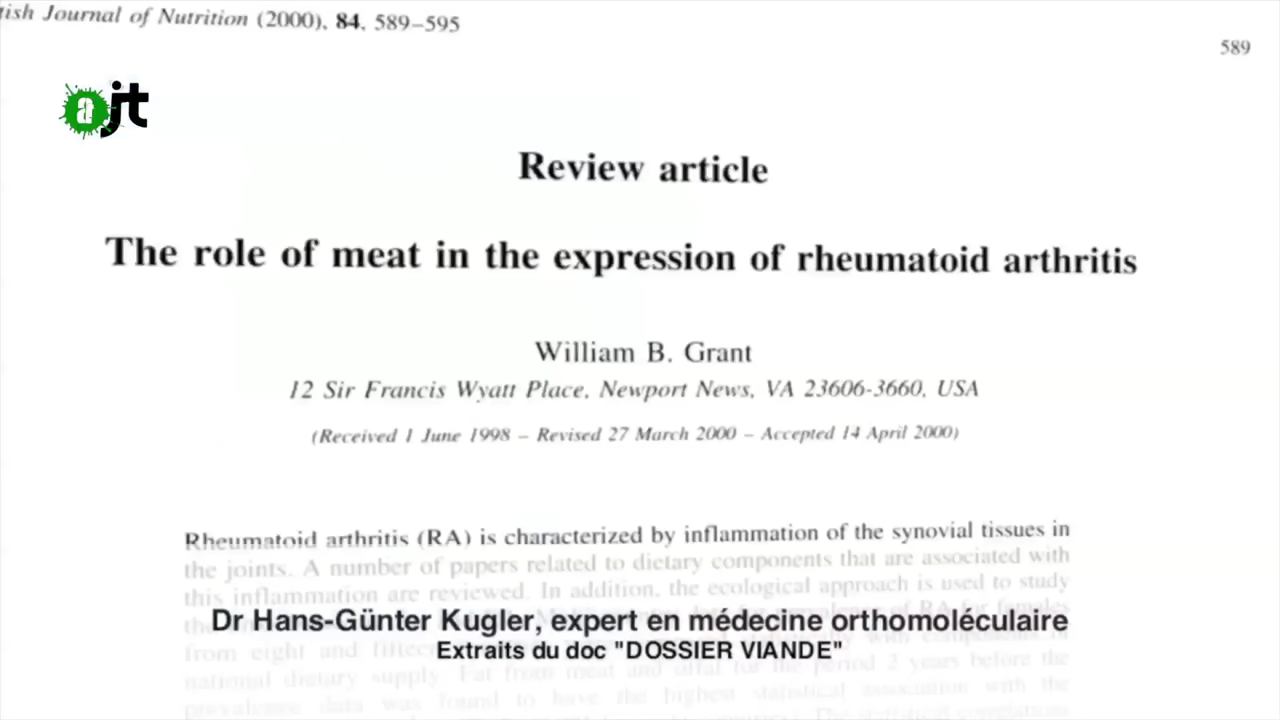 tish Journal of Nutrition (2000), 84, 589–595
589
ajt
Review article
The role of meat in the expression of rheumatoid arthritis
William B. Grant
12 Sir Francis Wyatt Place, Newport News, VA 23606-3660, USA
(Received 1 June 1998 – Revised 27 March 2000 – Accepted 14 April 2000)
Rheumatoid arthritis (RA) is characterized by inflammation of the synovial tissues in
the joints. A number of papers related to dietary components that are associated with
this inflammation are reviewed. In addition, the ecological approach is used to study
Dr Hans-Günter Kugler, expert en médecine orthomoléculaire
Extraits du doc "DOSSIER VIANDE"
from eight and fifteen
national dietary supply. Fat from meat and offal for the period 2 years before the
prevalence data was found to have the highest statistical association with the